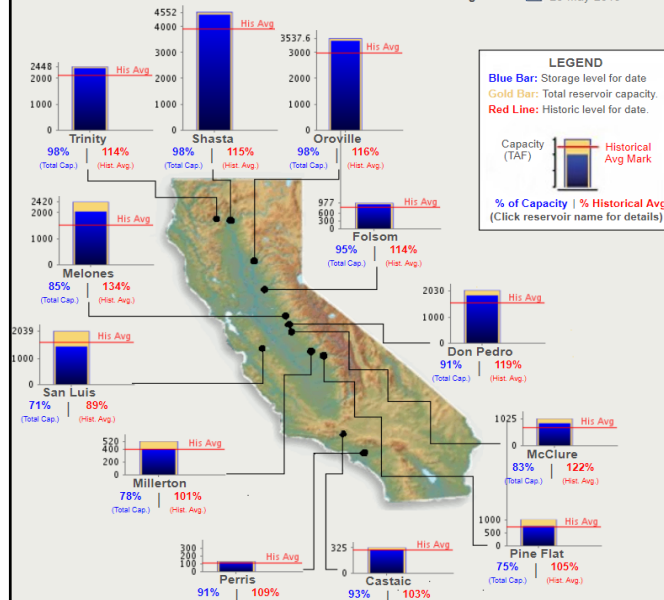 4552
4000
3000
2000
1000
0
Shasta
98% | 115%
(Total Cap.) (Hist. Avg.)
His Avg
3537.6
3000
2000
1000
0
Oroville
98% | 116%
(Total Cap.) (Hist. Avg.)
His Avg
2448
2000
1000
0
Trinity
98% | 114%
(Total Cap.) (Hist. Avg.)
His Avg
LEGEND
Blue Bar: Storage level for date
Gold Bar: Total reservoir capacity.
Red Line: Historic level for date.
Capacity
(TAF)
Historical
Avg Mark
% of Capacity | % Historical Avg
(Click reservoir name for details)
2420
2000
1000
0
Melones
85% | 134%
(Total Cap.) (Hist. Avg.)
His Avg
977
600
300
0
Folsom
95% | 114%
(Total Cap.) (Hist. Avg.)
His Avg
2030
1000
0
Don Pedro
91% | 119%
(Total Cap.) (Hist. Avg.)
His Avg
2039
1000
0
San Luis
71% | 89%
(Total Cap.) (Hist. Avg.)
His Avg
1025
0
McClure
83% | 122%
(Total Cap.) (Hist. Avg.)
His Avg
520
400
200
0
Millerton
78% | 101%
(Total Cap.) (Hist. Avg.)
His Avg
1000
500
0
Pine Flat
75% | 105%
(Total Cap.) (Hist. Avg.)
His Avg
300
200
100
0
Perris
91% | 109%
His Avg
325
0
Castaic
93% | 103%
His Avg